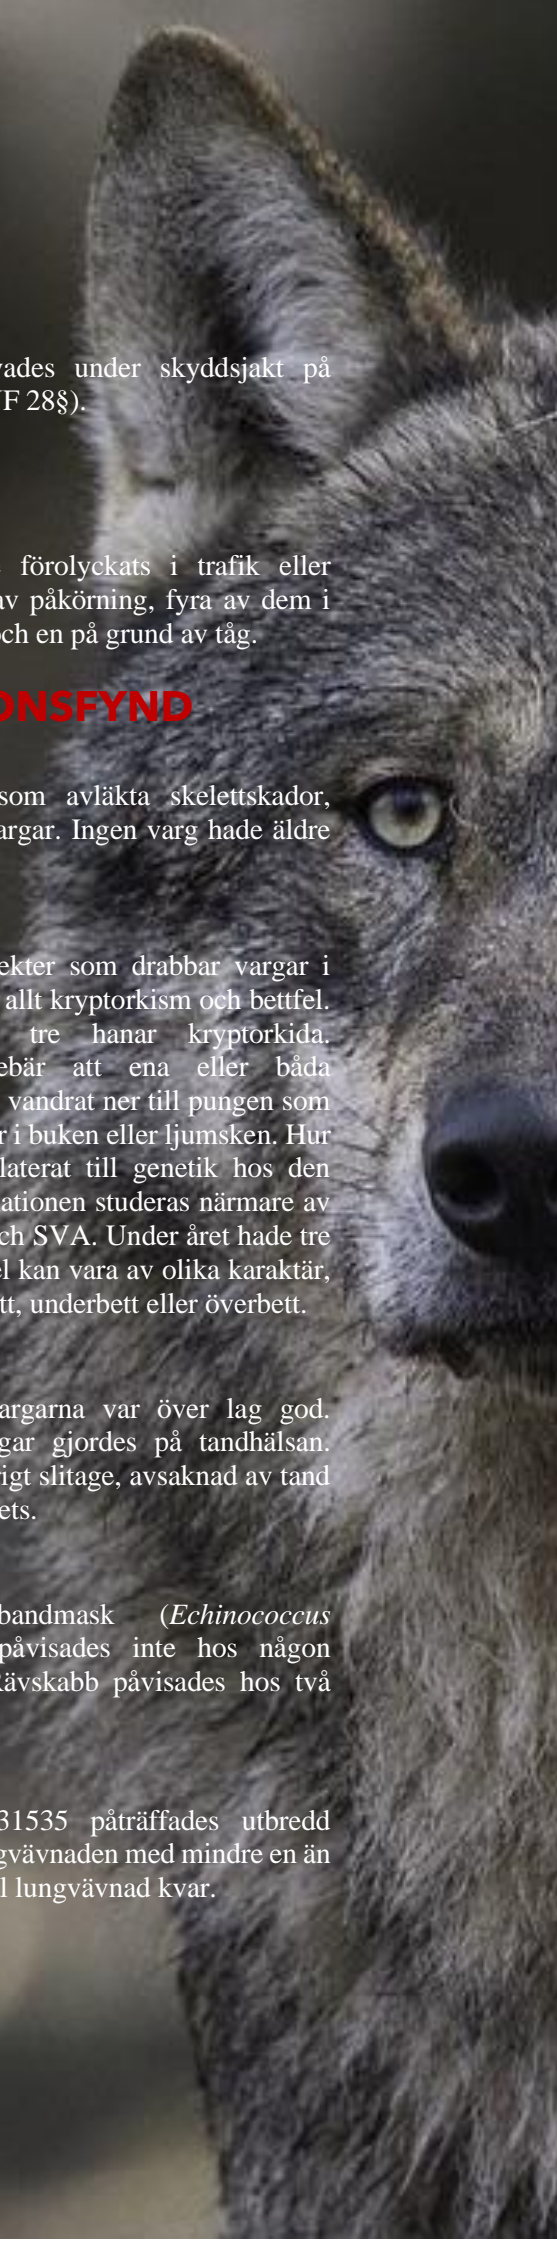 vades under skyddsjakt på
F 28§).
förolyckats i trafik eller
av påkörning, fyra av dem i
och en på grund av tåg.
ONSFYND
som avläkta skelettskador,
argar. Ingen varg hade äldre
ekter som drabbar vargar i
allt kryptorkism och bettfel.
tre hanar kryptorkida.
ebär att ena eller båda
vandrat ner till pungen som
r i buken eller ljumsken. Hur
laterat till genetik hos den
ationen studeras närmare av
ch SVA. Under året hade tre
el kan vara av olika karaktär,
tt, underbett eller överbett.
argarna var över lag god.
gar gjordes på tandhälsan.
igt slitage, avsaknad av tand
ets.
bandmask (Echinococcus
påvisades inte hos någon
Rävskabb påvisades hos två
31535 påträffades utbredd
gvävnaden med mindre en än
l lungvävnad kvar.